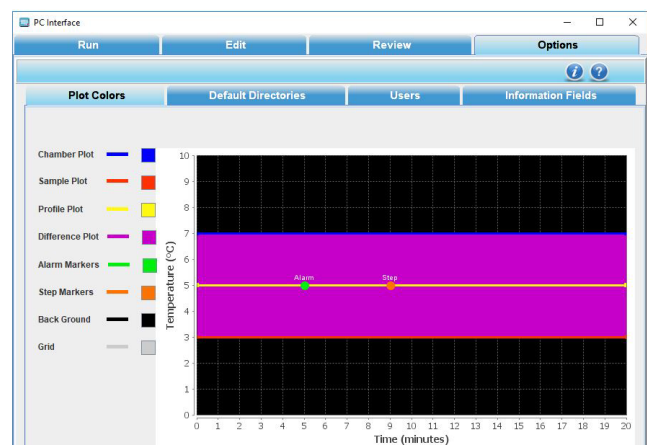 PC Interface
Run Edit Review Options
Plot Colors Default Directories Users Information Fields
Chamber Plot
Sample Plot
Profile Plot
Difference Plot
Alarm Markers
Step Markers
Back Ground
Grid
Temperature (°C)
10
9
8
7
6
5
4
3
2
1
0
Alarm Step
0 1 2 3 4 5 6 7 8 9 10 11 12 13 14 15 16 17 18 19 20
Time (minutes)